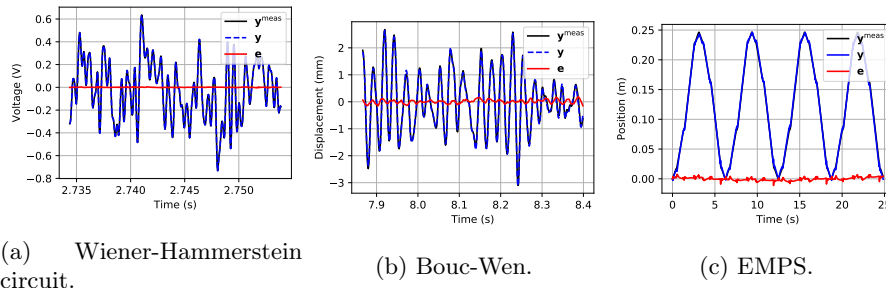 0.6
0.4
0.2
0.0
−0.2
−0.4
−0.6
−0.8
Voltage (V)
2.735 2.740 2.745 2.750
Time (s)
y^meas
y
e
3
2
1
0
−1
−2
−3
Displacement (mm)
7.9 8.0 8.1 8.2 8.3 8.4
Time (s)
y^meas
y
e
0.25
0.20
0.15
0.10
0.05
0.00
Position (m)
0 5 10 15 20 25
Time (s)
y^meas
y
e
(a) Wiener-Hammerstein
circuit.
(b) Bouc-Wen.
(c) EMPS.